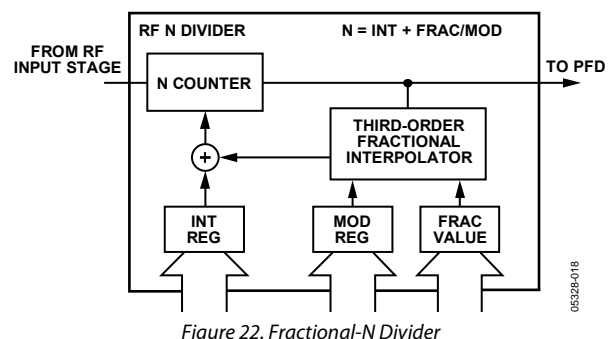 RF N DIVIDER
N = INT + FRAC/MOD
FROM RF
INPUT STAGE
TO PFD
N COUNTER
THIRD-ORDER
FRACTIONAL
INTERPOLATOR
+
INT
REG
MOD
REG
FRAC
VALUE
05328-018
Figure 22. Fractional-N Divider